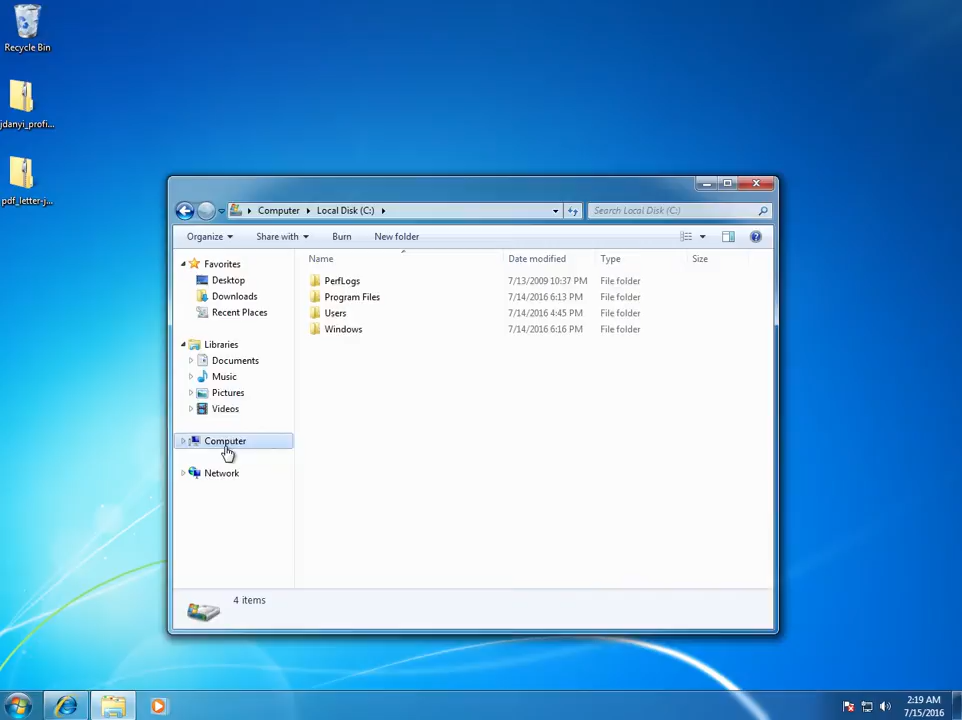 Recycle Bin
jdanyi_profi...
pdf_letter-j...
Computer Local Disk (C:)
Search Local Disk (C:)
Organize Share with Burn New folder
Name Date modified Type Size
Favorites
Desktop
Downloads
Recent Places
Libraries
Documents
Music
Pictures
Videos
Computer
Network
PerfLogs 7/13/2009 10:37 PM File folder
Program Files 7/14/2016 6:13 PM File folder
Users 7/14/2016 4:45 PM File folder
Windows 7/14/2016 6:16 PM File folder
4 items
2:19 AM
7/15/2016